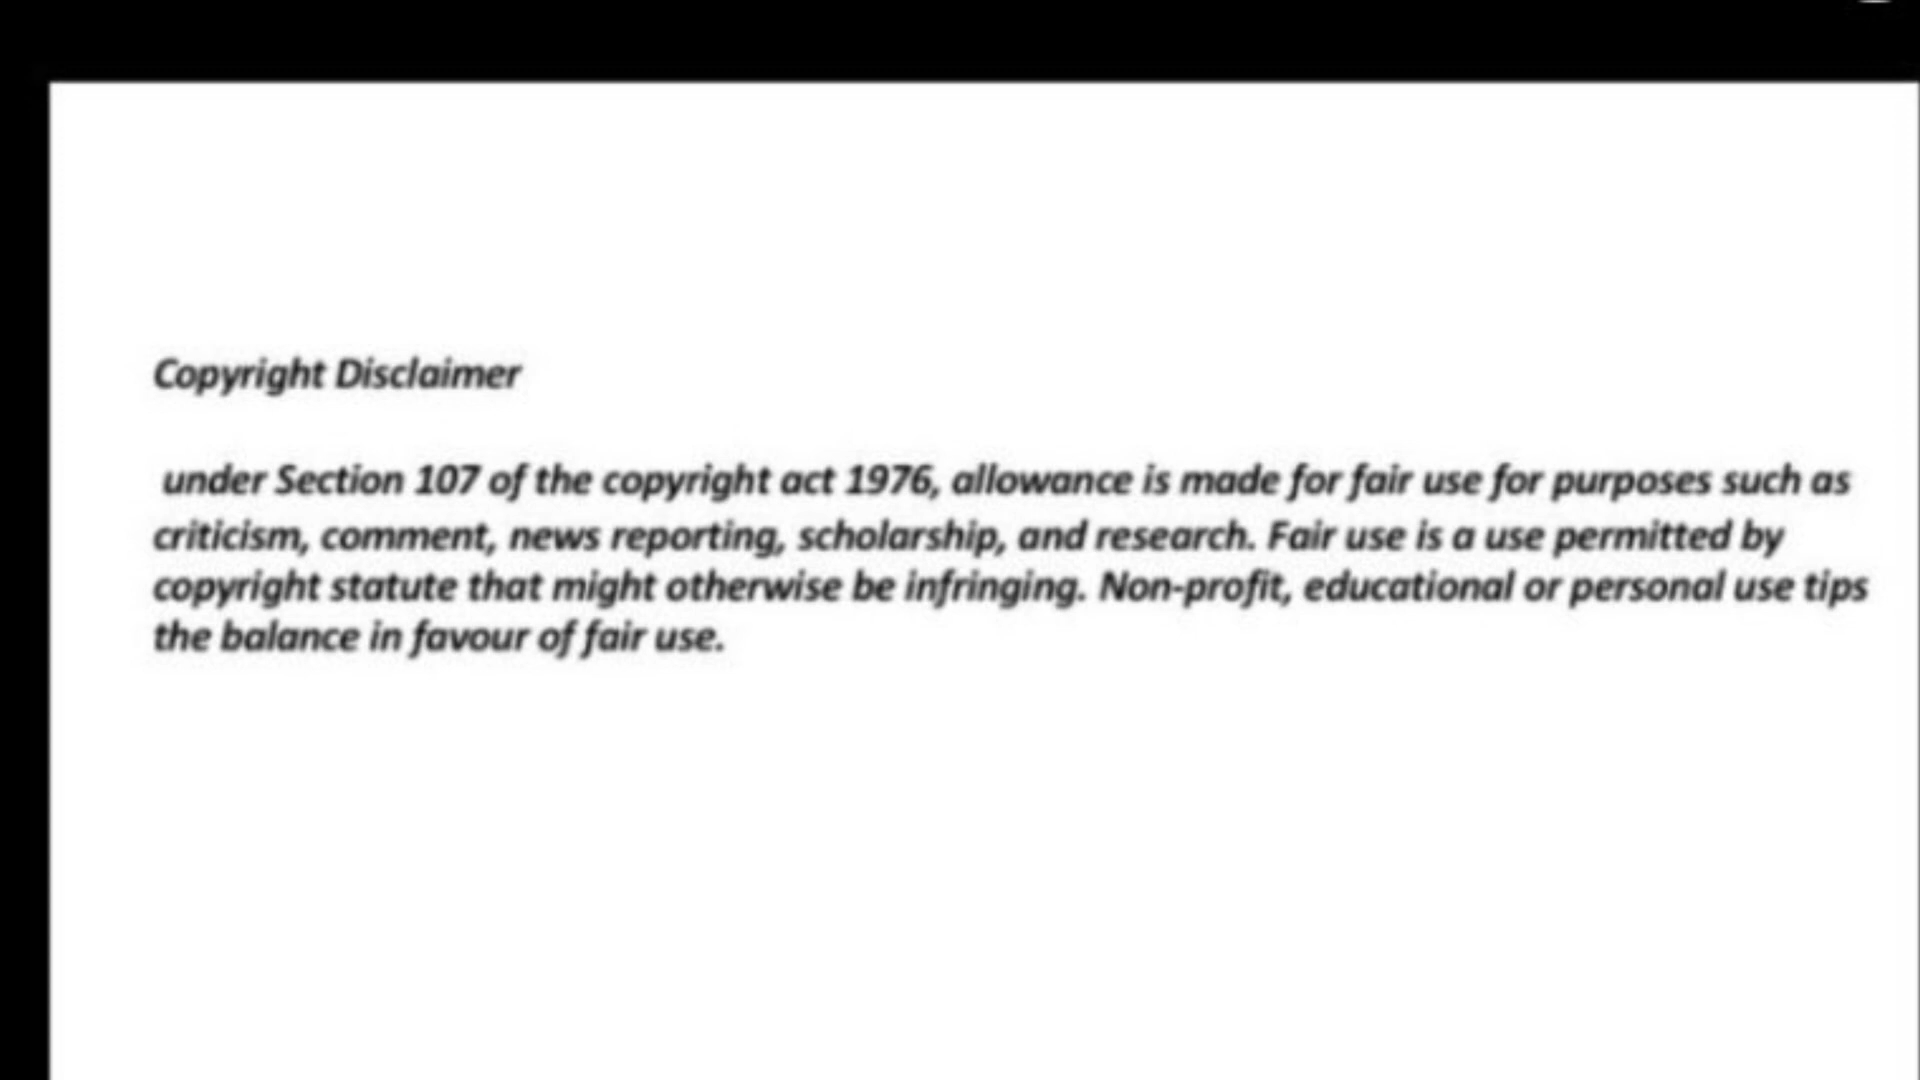 Copyright Disclaimer
under Section 107 of the copyright act 1976, allowance is made for fair use for purposes such as
criticism, comment, news reporting, scholarship, and research. Fair use is a use permitted by
copyright statute that might otherwise be infringing. Non-profit, educational or personal use tips
the balance in favour of fair use.